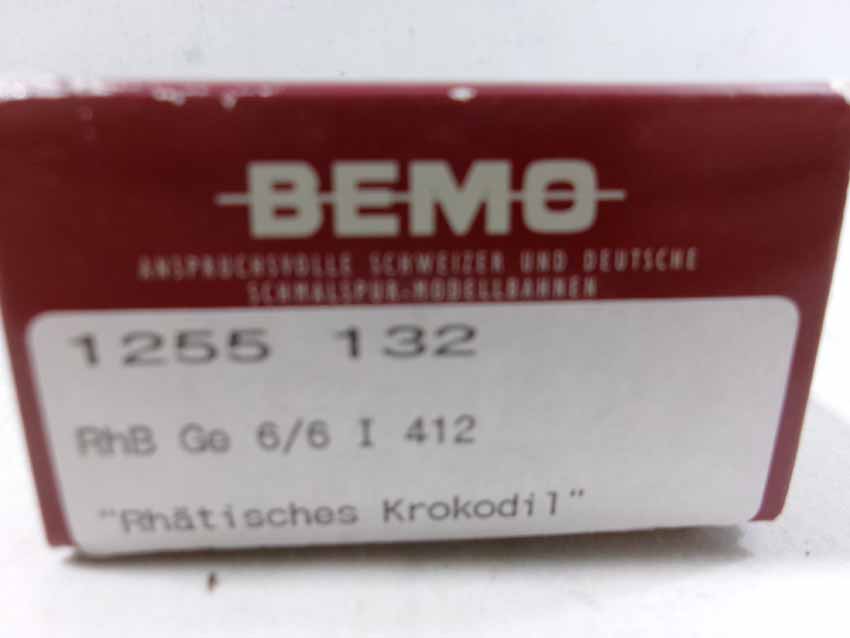 BEMO
ANSPRUCHSVOLLE SCHWEIZER UND DEUTSCHE
SCHMALSPUR-MODELLBAHNEN
1255 132
RhB Ge 6/6 I 412
"Rhätisches Krokodil"